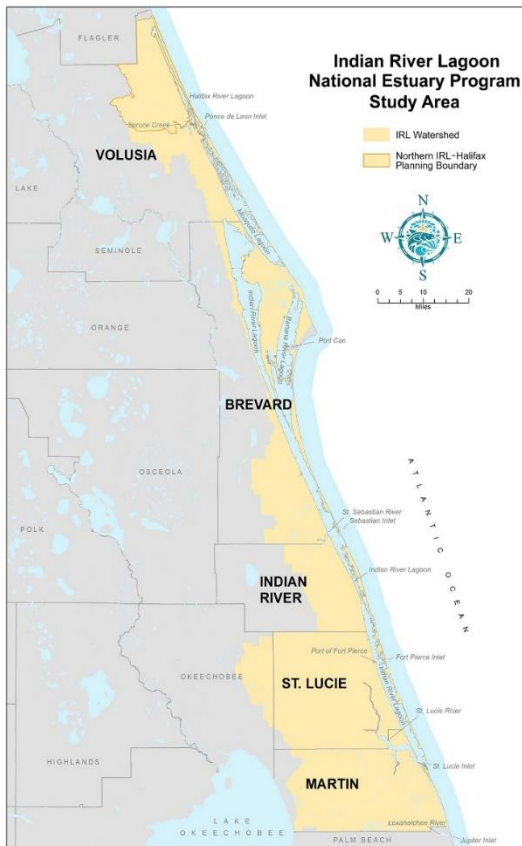 Indian River Lagoon
National Estuary Program
Study Area
IRL Watershed
Northern IRL-Halifax
Planning Boundary
N
W
E
S
0
5
10
20
Miles
FLAGLER
Halifax River Lagoon
Ponce de Leon Inlet
Spruce Creek
VOLUSIA
LAKE
Mosquito Lagoon
SEMINOLE
Indian River Lagoon
Banana River Lagoon
ORANGE
Port Can
BREVARD
OSCEOLA
ATLANTIC OCEAN
POLK
St. Sebastian River
Sebastian Inlet
Indian River Lagoon
INDIAN
RIVER
Port of Fort Pierce
Fort Pierce Inlet
OKEECHOBEE
ST. LUCIE
Indian River Lagoon
St. Lucie River
HIGHLANDS
St. Lucie Inlet
MARTIN
LAKE
OKEECHOBEE
Loxahatchee River
PALM BEACH
Jupiter Inlet